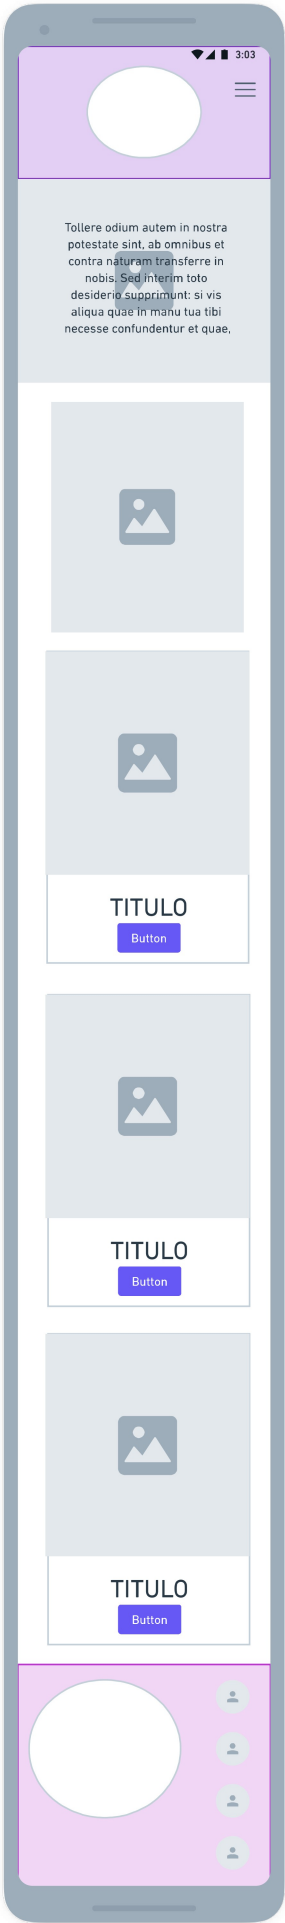 3:03
Tollere odium autem in nostra
potestate sint, ab omnibus et
contra naturam transferre in
nobis. Sed interim toto
desiderio supprimunt: si vis
aliqua quae in manu tua tibi
necesse confundentur et quae,
TITULO
Button
TITULO
Button
TITULO
Button